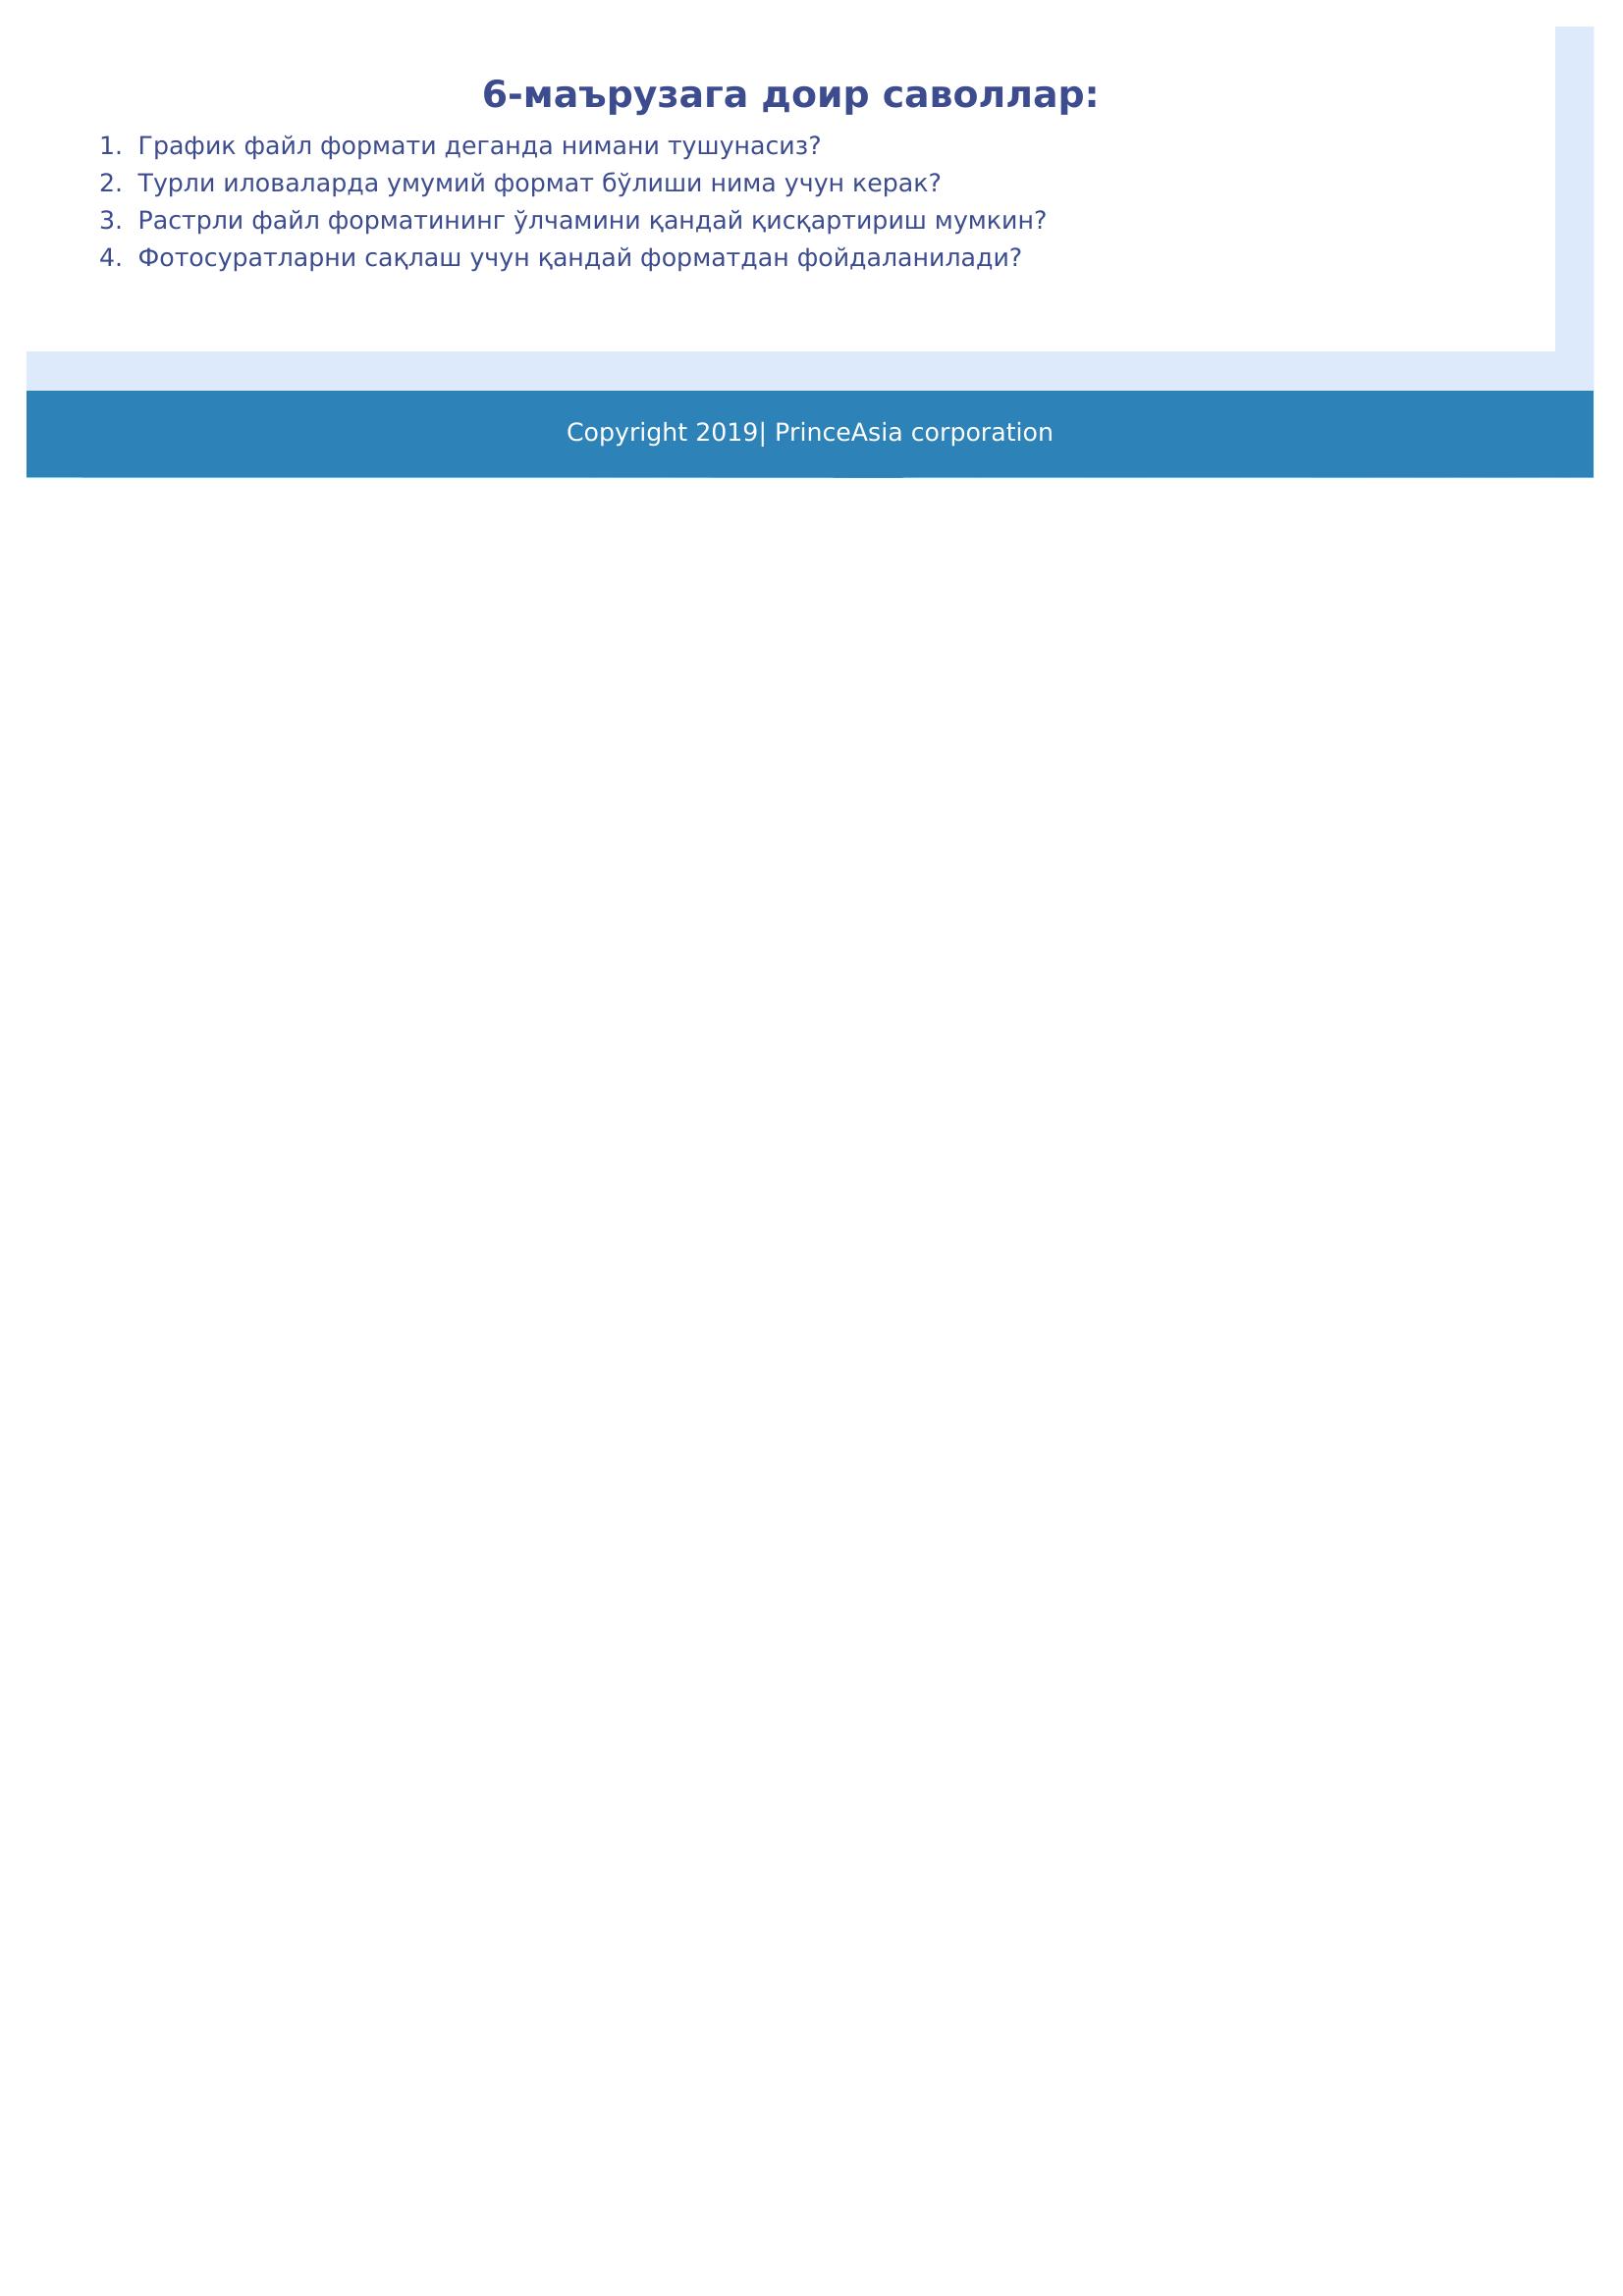 6-маърузага доир саволлар:
1. График файл формати деганда нимани тушунасиз?
2. Турли иловаларда умумий формат бўлиши нима учун керак?
3. Растрли файл форматининг ўлчамини қандай қисқартириш мумкин?
4. Фотосуратларни сақлаш учун қандай форматдан фойдаланилади?
Copyright 2019| PrinceAsia corporation